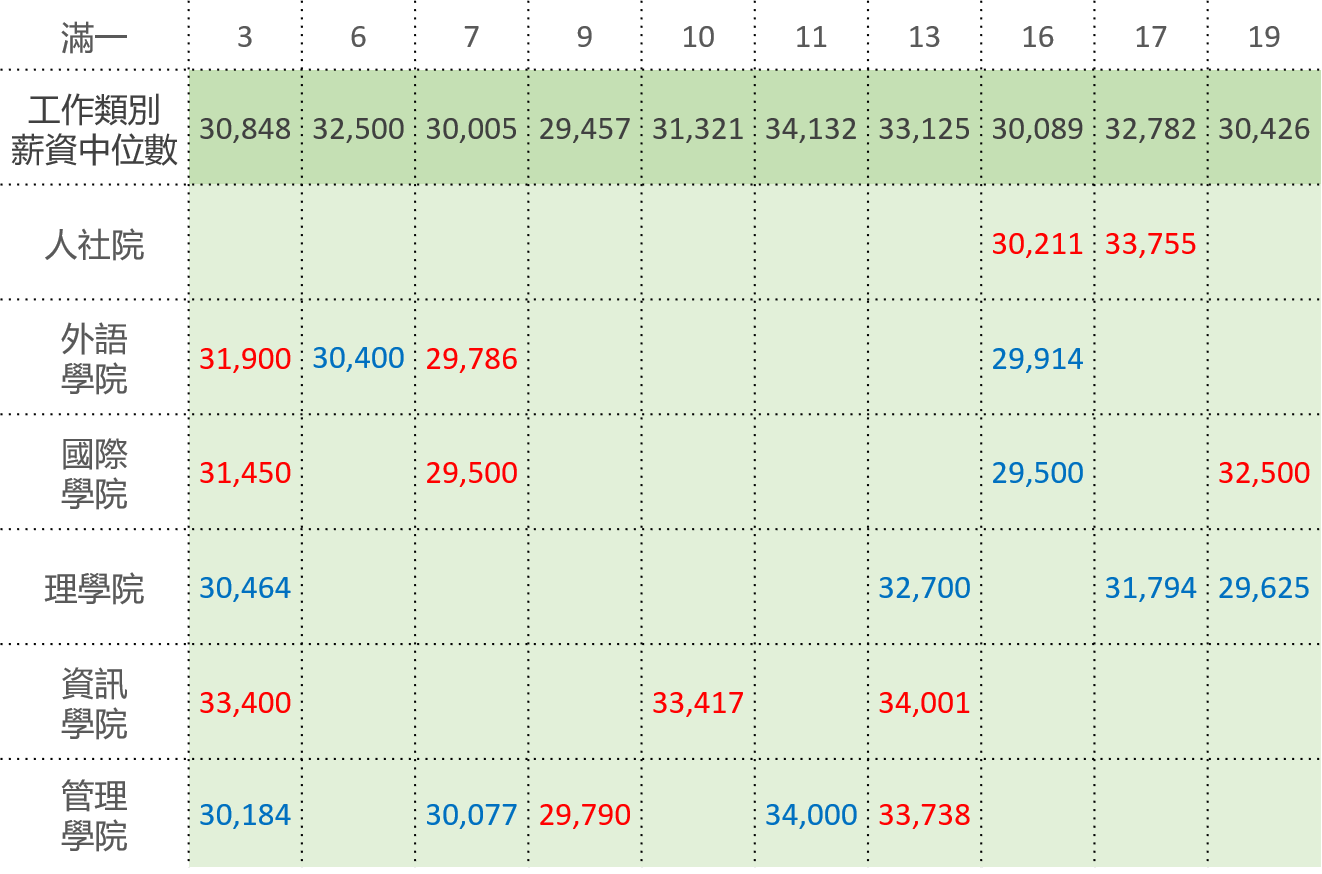 滿一 3 6 7 9 10 11 13 16 17 19
工作類別
薪資中位數 30,848 32,500 30,005 29,457 31,321 34,132 33,125 30,089 32,782 30,426
人社院 30,211 33,755
外語
學院 31,900 30,400 29,786 29,914
國際
學院 31,450 29,500 29,500 32,500
理學院 30,464 32,700 31,794 29,625
資訊
學院 33,400 33,417 34,001
管理
學院 30,184 30,077 29,790 34,000 33,738